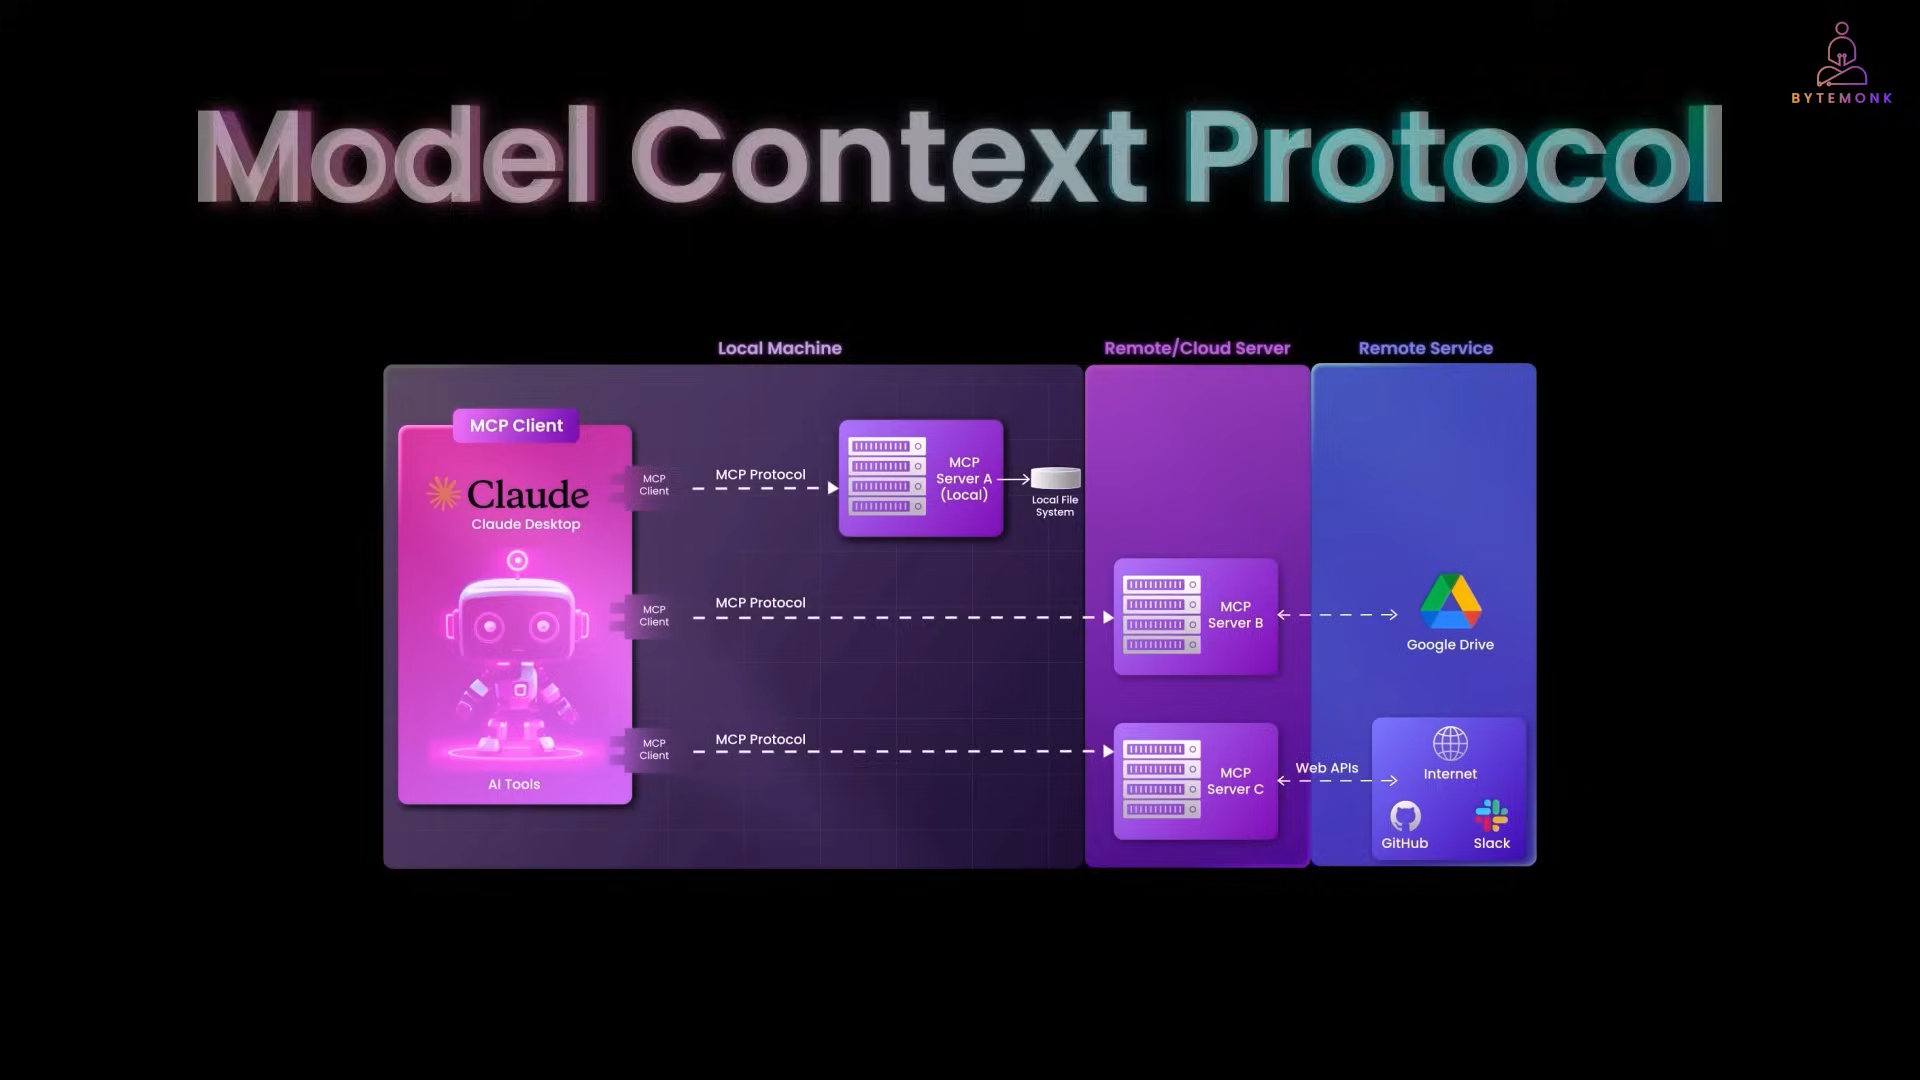 BYTEMONK
Model Context Protocol
Local Machine
Remote/Cloud Server
Remote Service
MCP Client
Claude
Claude Desktop
AI Tools
MCP
Client
MCP Protocol
MCP
Server A
(Local)
Local File
System
MCP
Client
MCP Protocol
MCP
Server B
Google Drive
MCP
Client
MCP Protocol
MCP
Server C
Web APIs
Internet
GitHub
Slack